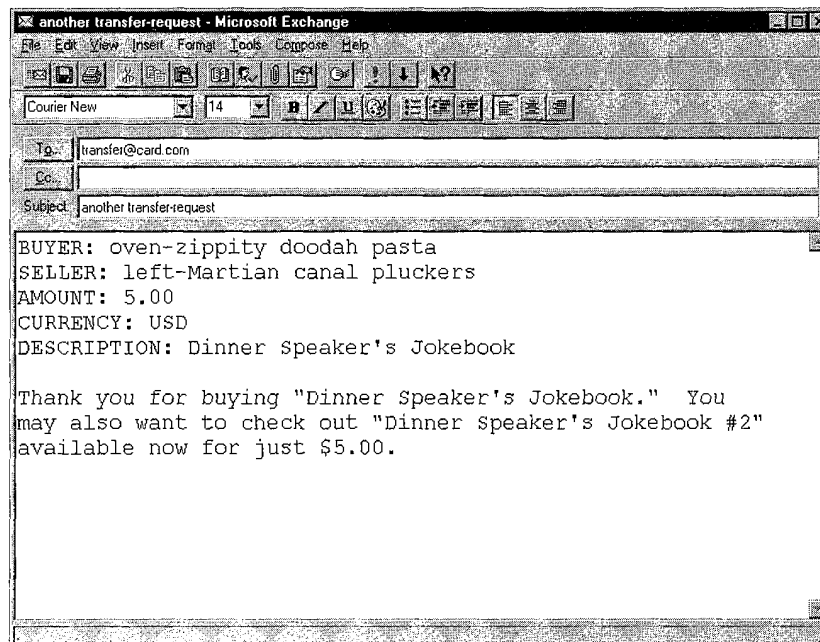 another transfer-request - Microsoft Exchange
File Edit View Insert Format Tools Compose Help
Courier New 14 B I U
To... transfer@card.com
Cc...
Subject: another transfer-request
BUYER: oven-zippity doodah pasta
SELLER: left-Martian canal pluckers
AMOUNT: 5.00
CURRENCY: USD
DESCRIPTION: Dinner Speaker's Jokebook
Thank you for buying "Dinner Speaker's Jokebook." You
may also want to check out "Dinner Speaker's Jokebook #2"
available now for just $5.00.